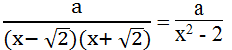 a/((x− √2)(x+ √2)) = a/(x² - 2)